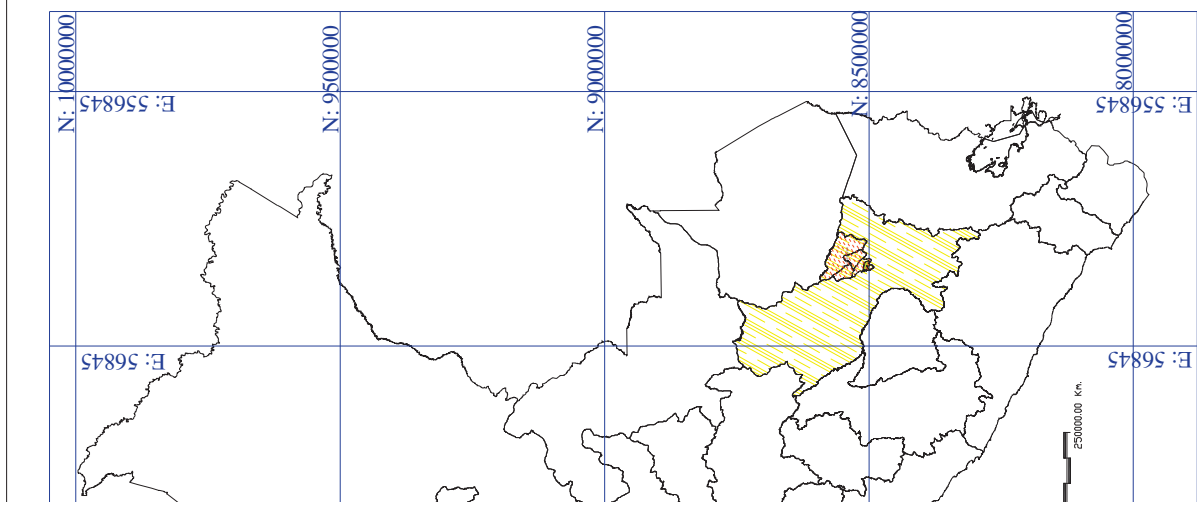 N: 10000000
N: 9500000
N: 9000000
N: 8500000
N: 8000000
E: 556845
E: 556845
E: 56845
E: 56845
250000.00 Km.